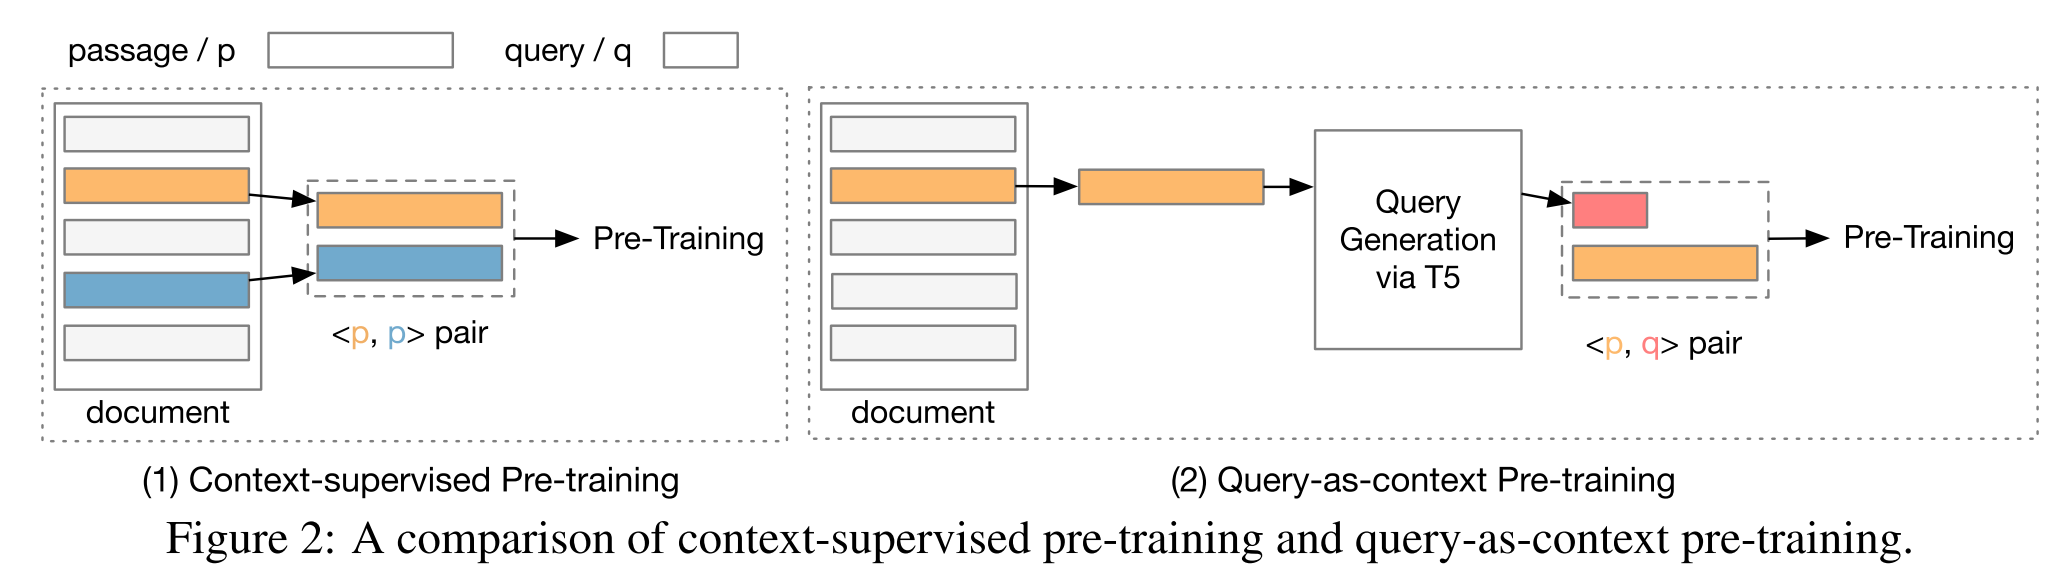 passage / p
query / q
Pre-Training
<p, p> pair
document
(1) Context-supervised Pre-training
Query
Generation
via T5
Pre-Training
<p, q> pair
document
(2) Query-as-context Pre-training
Figure 2: A comparison of context-supervised pre-training and query-as-context pre-training.